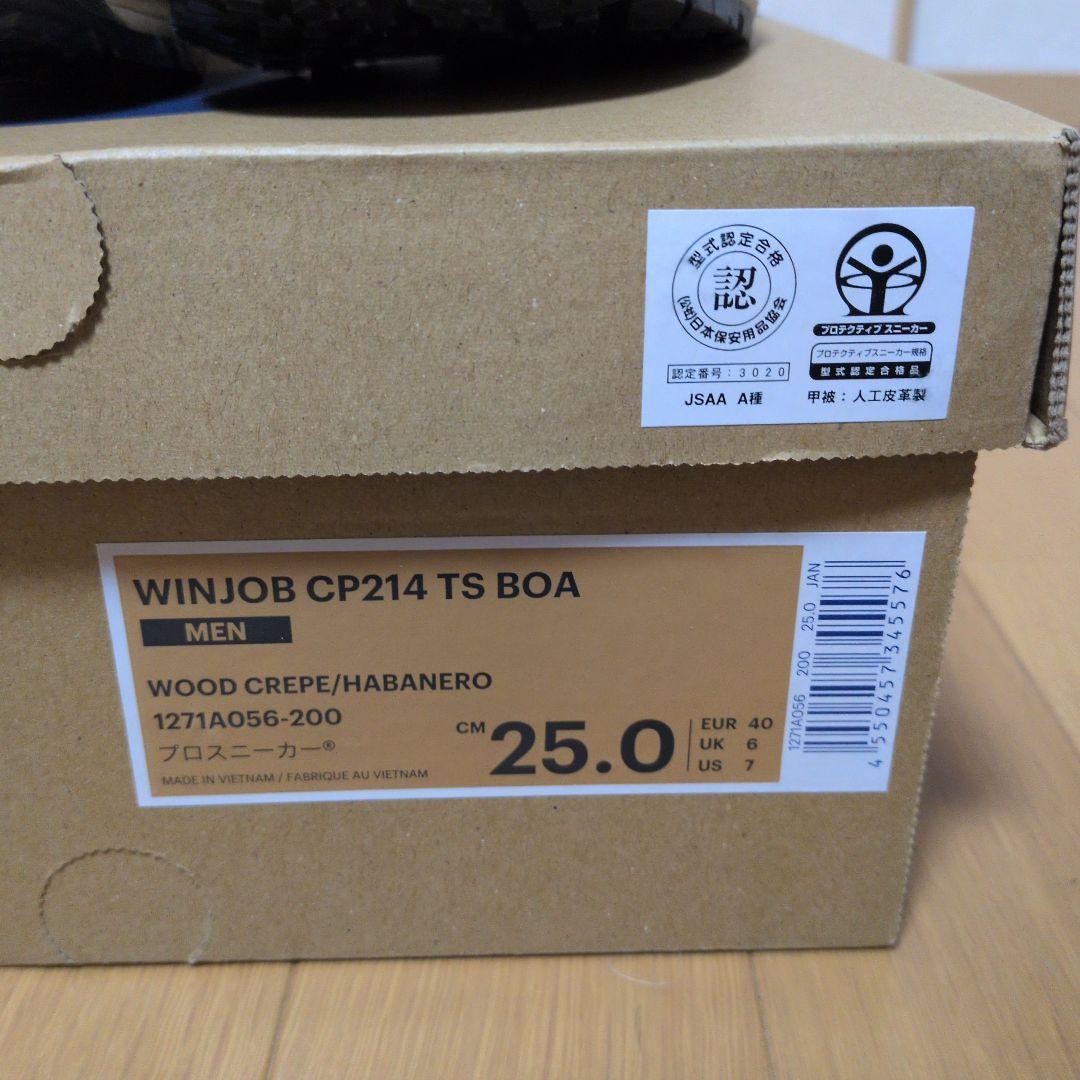 型式認定合格
認
(公社)日本保安用品協会
認定番号:3020
JSAA A種
プロテクティブ スニーカー
プロテクティブスニーカー規格
型式認定合格品
甲被:人工皮革製
WINJOB CP214 TS BOA
MEN
WOOD CREPE/HABANERO
1271A056-200
プロスニーカー®
MADE IN VIETNAM / FABRIQUE AU VIETNAM
CM 25.0
EUR 40
UK 6
US 7
1271A056 200 25.0 JAN
4550457345576